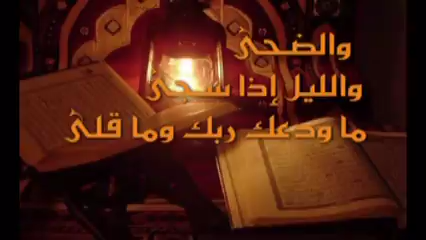 والضحىٰ
والليل إذا سجىٰ
ما ودعك ربك وما قلىٰ